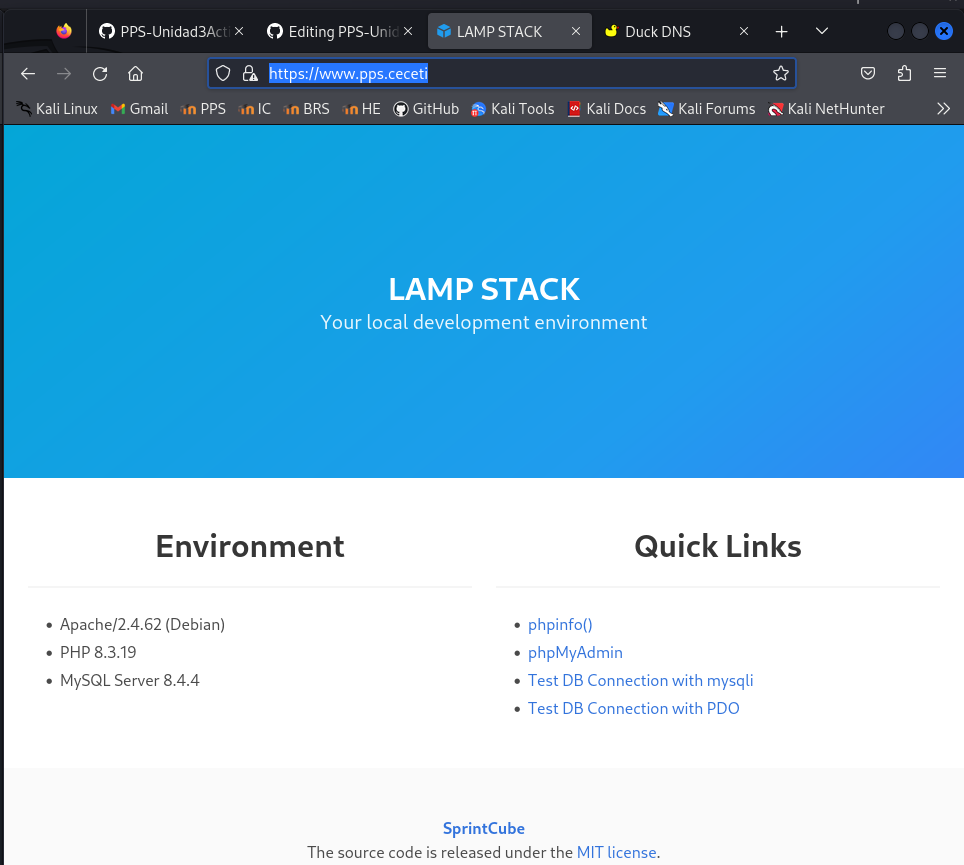 PPS-Unidad3Acti
Editing PPS-Unid
LAMP STACK
Duck DNS
https://www.pps.ceceti
Kali Linux
Gmail
PPS
IC
BRS
HE
GitHub
Kali Tools
Kali Docs
Kali Forums
Kali NetHunter
LAMP STACK
Your local development environment
Environment
Apache/2.4.62 (Debian)
PHP 8.3.19
MySQL Server 8.4.4
Quick Links
phpinfo()
phpMyAdmin
Test DB Connection with mysqli
Test DB Connection with PDO
SprintCube
The source code is released under the MIT license.